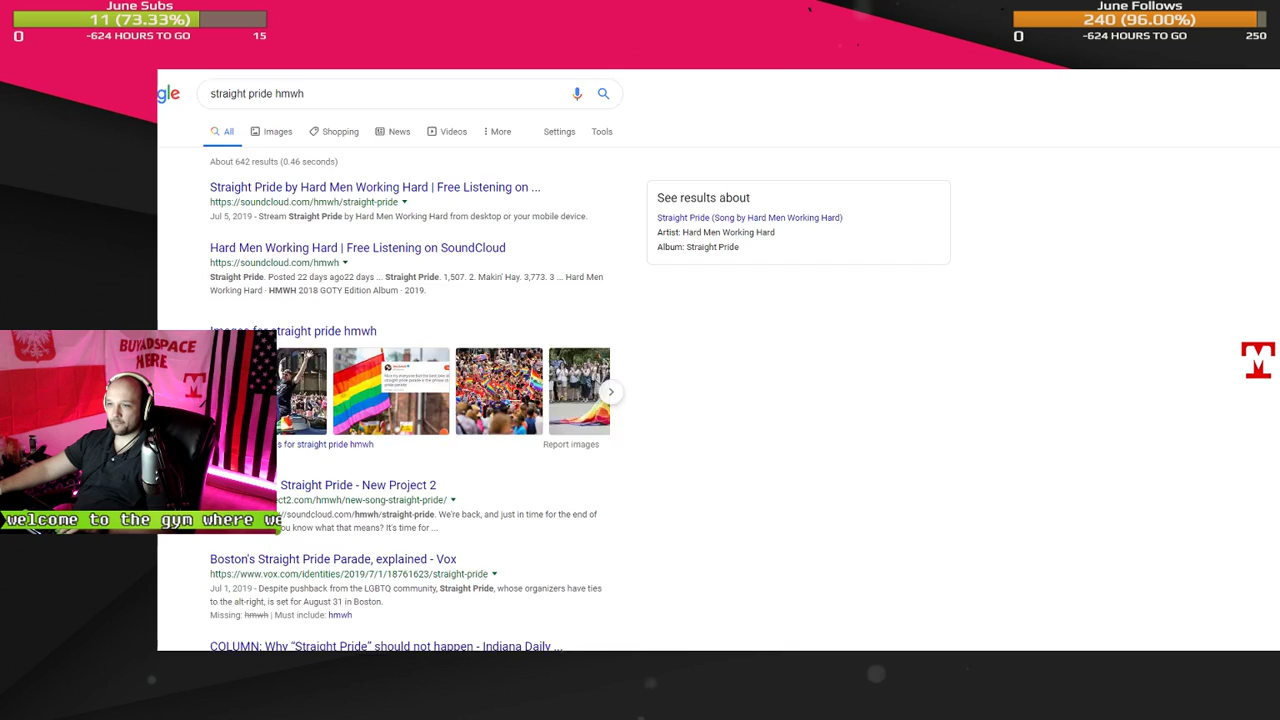 June Subs
11 (73.33%)
0 -624 HOURS TO GO 15
June Follows
240 (96.00%)
0 -624 HOURS TO GO 250
gle
straight pride hmwh
All Images Shopping News Videos More Settings Tools
About 642 results (0.46 seconds)
Straight Pride by Hard Men Working Hard | Free Listening on ...
https://soundcloud.com/hmwh/straight-pride
Jul 5, 2019 - Stream Straight Pride by Hard Men Working Hard from desktop or your mobile device.
Hard Men Working Hard | Free Listening on SoundCloud
https://soundcloud.com/hmwh
Straight Pride. Posted 22 days ago22 days ... Straight Pride. 1,507. 2. Makin' Hay. 3,773. 3 ... Hard Men
Working Hard · HMWH 2018 GOTY Edition Album · 2019.
See results about
Straight Pride (Song by Hard Men Working Hard)
Artist: Hard Men Working Hard
Album: Straight Pride
Images for straight pride hmwh
s for straight pride hmwh Report images
BUY ADSPACE
HERE
M
welcome to the gym where we
Straight Pride - New Project 2
ect2.com/hmwh/new-song-straight-pride/
//soundcloud.com/hmwh/straight-pride. We're back, and just in time for the end of
ou know what that means? It's time for ...
Boston's Straight Pride Parade, explained - Vox
https://www.vox.com/identities/2019/7/1/18761623/straight-pride
Jul 1, 2019 - Despite pushback from the LGBTQ community, Straight Pride, whose organizers have ties
to the alt-right, is set for August 31 in Boston.
Missing: hmwh | Must include: hmwh
COLUMN: Why “Straight Pride” should not happen - Indiana Daily ...
M